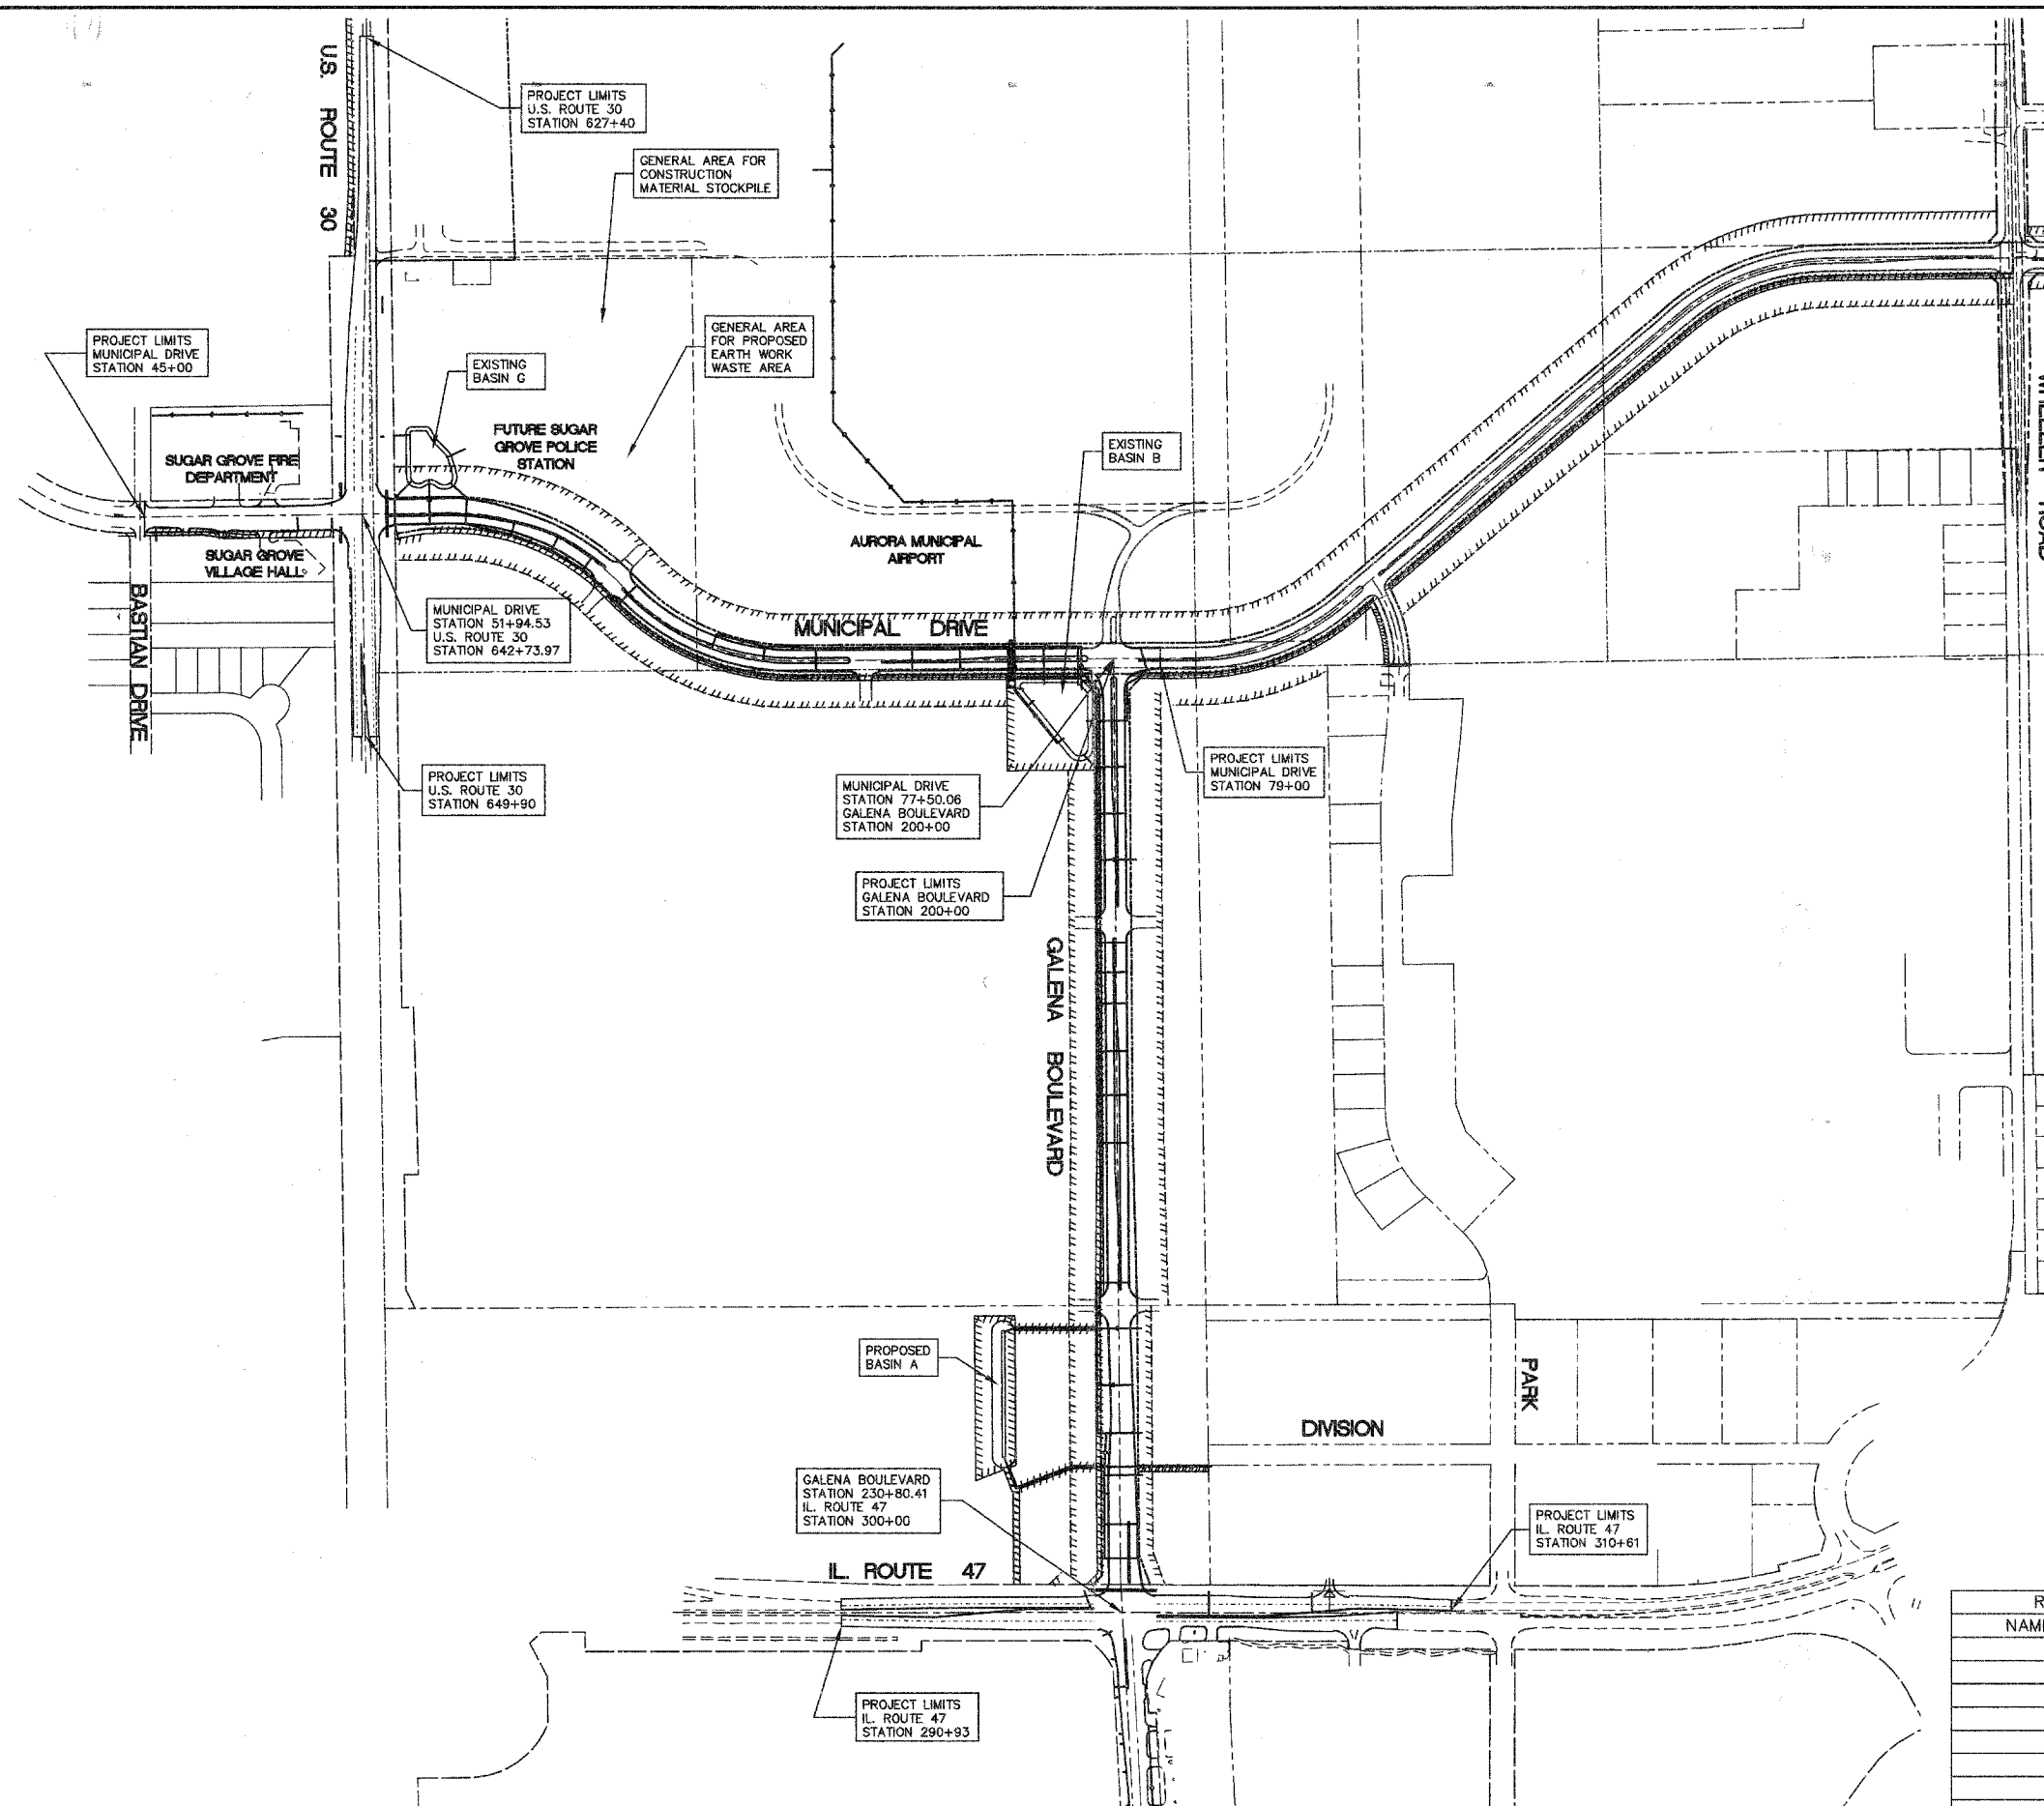 U.S. ROUTE 30
PROJECT LIMITS
U.S. ROUTE 30
STATION 627+40
GENERAL AREA FOR
CONSTRUCTION
MATERIAL STOCKPILE
PROJECT LIMITS
MUNICIPAL DRIVE
STATION 45+00
EXISTING
BASIN G
GENERAL AREA
FOR PROPOSED
EARTH WORK
WASTE AREA
WHEELER ROAD
SUGAR GROVE FIRE
DEPARTMENT
FUTURE SUGAR
GROVE POLICE
STATION
EXISTING
BASIN B
AURORA MUNICIPAL
AIRPORT
SUGAR GROVE
VILLAGE HALL
BASTIAN DRIVE
MUNICIPAL DRIVE
STATION 51+94.53
U.S. ROUTE 30
STATION 642+73.97
MUNICIPAL DRIVE
PROJECT LIMITS
U.S. ROUTE 30
STATION 649+90
MUNICIPAL DRIVE
STATION 77+50.06
GALENA BOULEVARD
STATION 200+00
PROJECT LIMITS
MUNICIPAL DRIVE
STATION 79+00
PROJECT LIMITS
GALENA BOULEVARD
STATION 200+00
GALENA BOULEVARD
PROPOSED
BASIN A
PARK
DIVISION
GALENA BOULEVARD
STATION 230+80.41
IL. ROUTE 47
STATION 300+00
PROJECT LIMITS
IL. ROUTE 47
STATION 310+61
IL. ROUTE 47
PROJECT LIMITS
IL. ROUTE 47
STATION 290+93
R
NAM